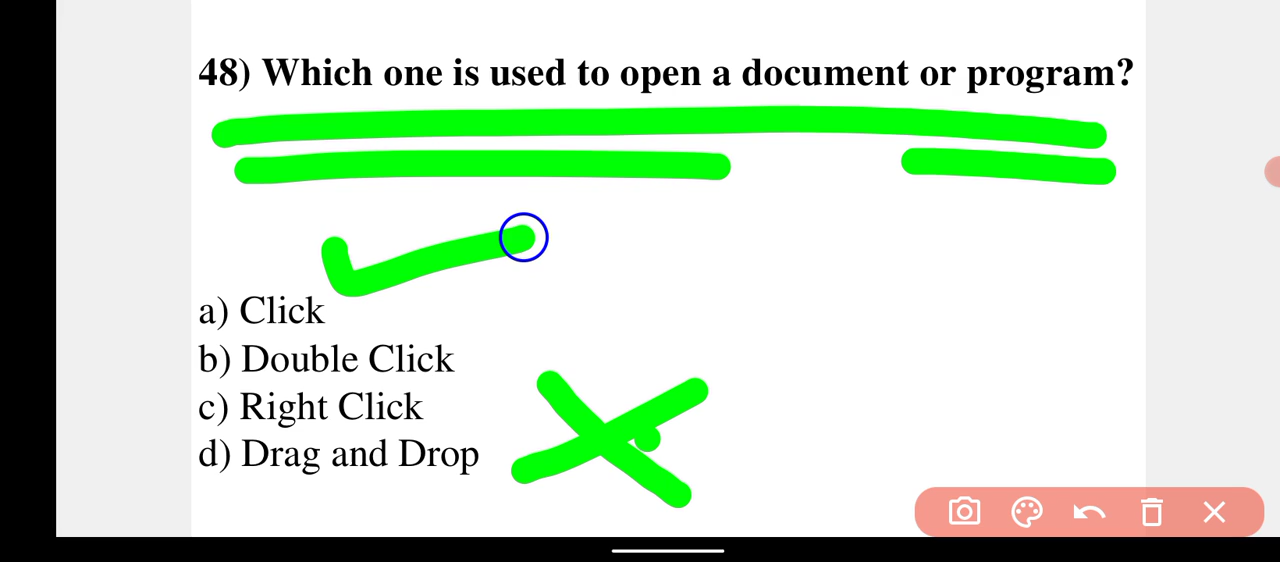 48) Which one is used to open a document or program?
a) Click
b) Double Click
c) Right Click
d) Drag and Drop